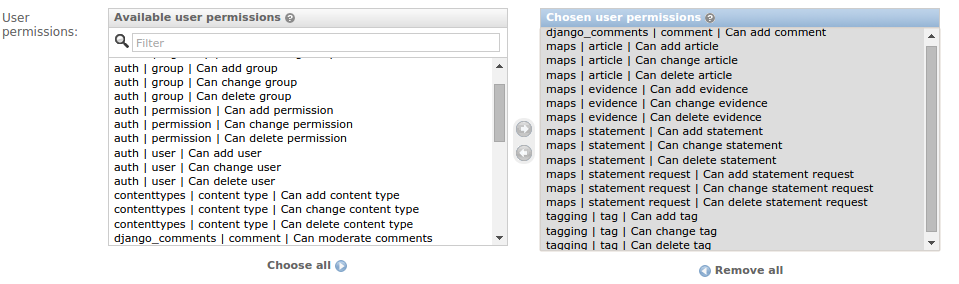 User permissions:
Available user permissions ?
Filter
auth | group | Can add group
auth | group | Can change group
auth | group | Can delete group
auth | permission | Can add permission
auth | permission | Can change permission
auth | permission | Can delete permission
auth | user | Can add user
auth | user | Can change user
auth | user | Can delete user
contenttypes | content type | Can add content type
contenttypes | content type | Can change content type
contenttypes | content type | Can delete content type
django_comments | comment | Can moderate comments
Choose all
Chosen user permissions ?
django_comments | comment | Can add comment
maps | article | Can add article
maps | article | Can change article
maps | article | Can delete article
maps | evidence | Can add evidence
maps | evidence | Can change evidence
maps | evidence | Can delete evidence
maps | statement | Can add statement
maps | statement | Can change statement
maps | statement | Can delete statement
maps | statement request | Can add statement request
maps | statement request | Can change statement request
maps | statement request | Can delete statement request
tagging | tag | Can add tag
tagging | tag | Can change tag
tagging | tag | Can delete tag
Remove all